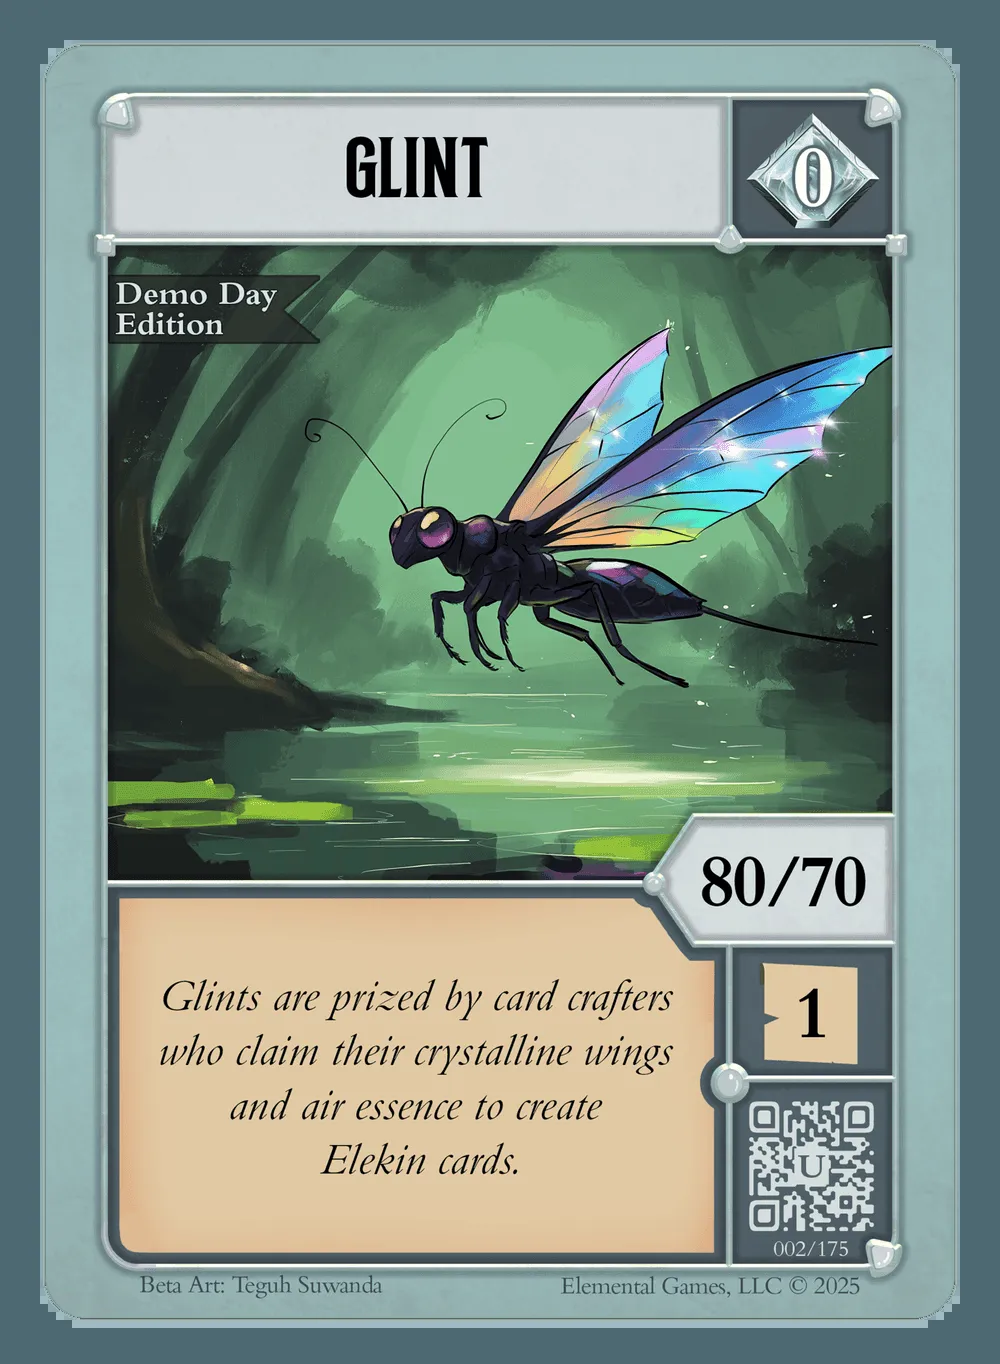 GLINT
0
Demo Day
Edition
80/70
Glints are prized by card crafters
who claim their crystalline wings
and air essence to create
Elekin cards.
1
U
002/175
Beta Art: Teguh Suwanda
Elemental Games, LLC © 2025